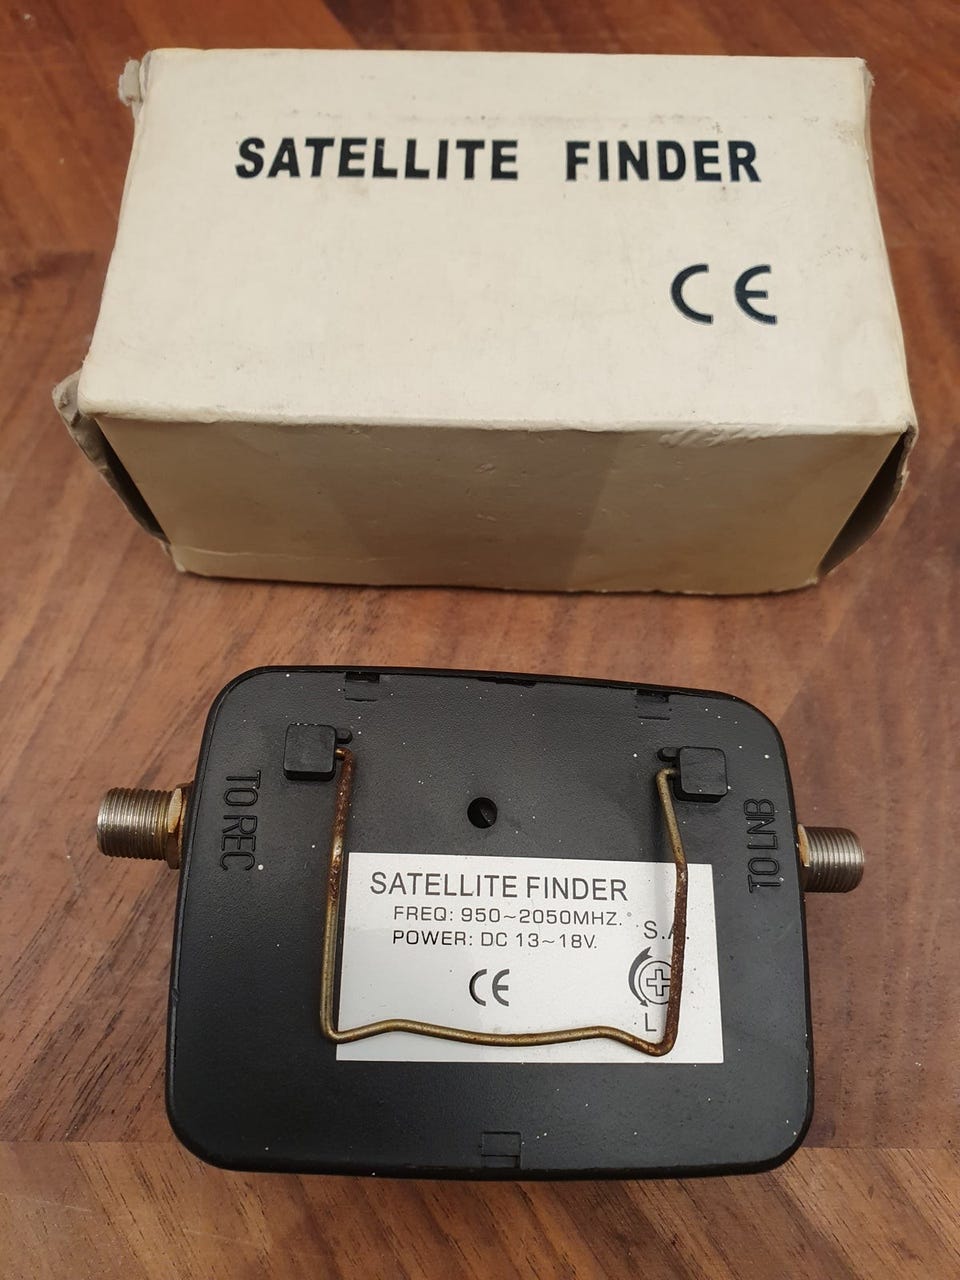 SATELLITE FINDER
CE
TO REC
TO LNB
SATELLITE FINDER
FREQ: 950~2050MHZ.
POWER: DC 13~18V.
CE
L